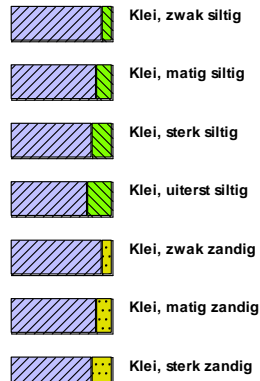 Klei, zwak siltig
Klei, matig siltig
Klei, sterk siltig
Klei, uiterst siltig
Klei, zwak zandig
Klei, matig zandig
Klei, sterk zandig